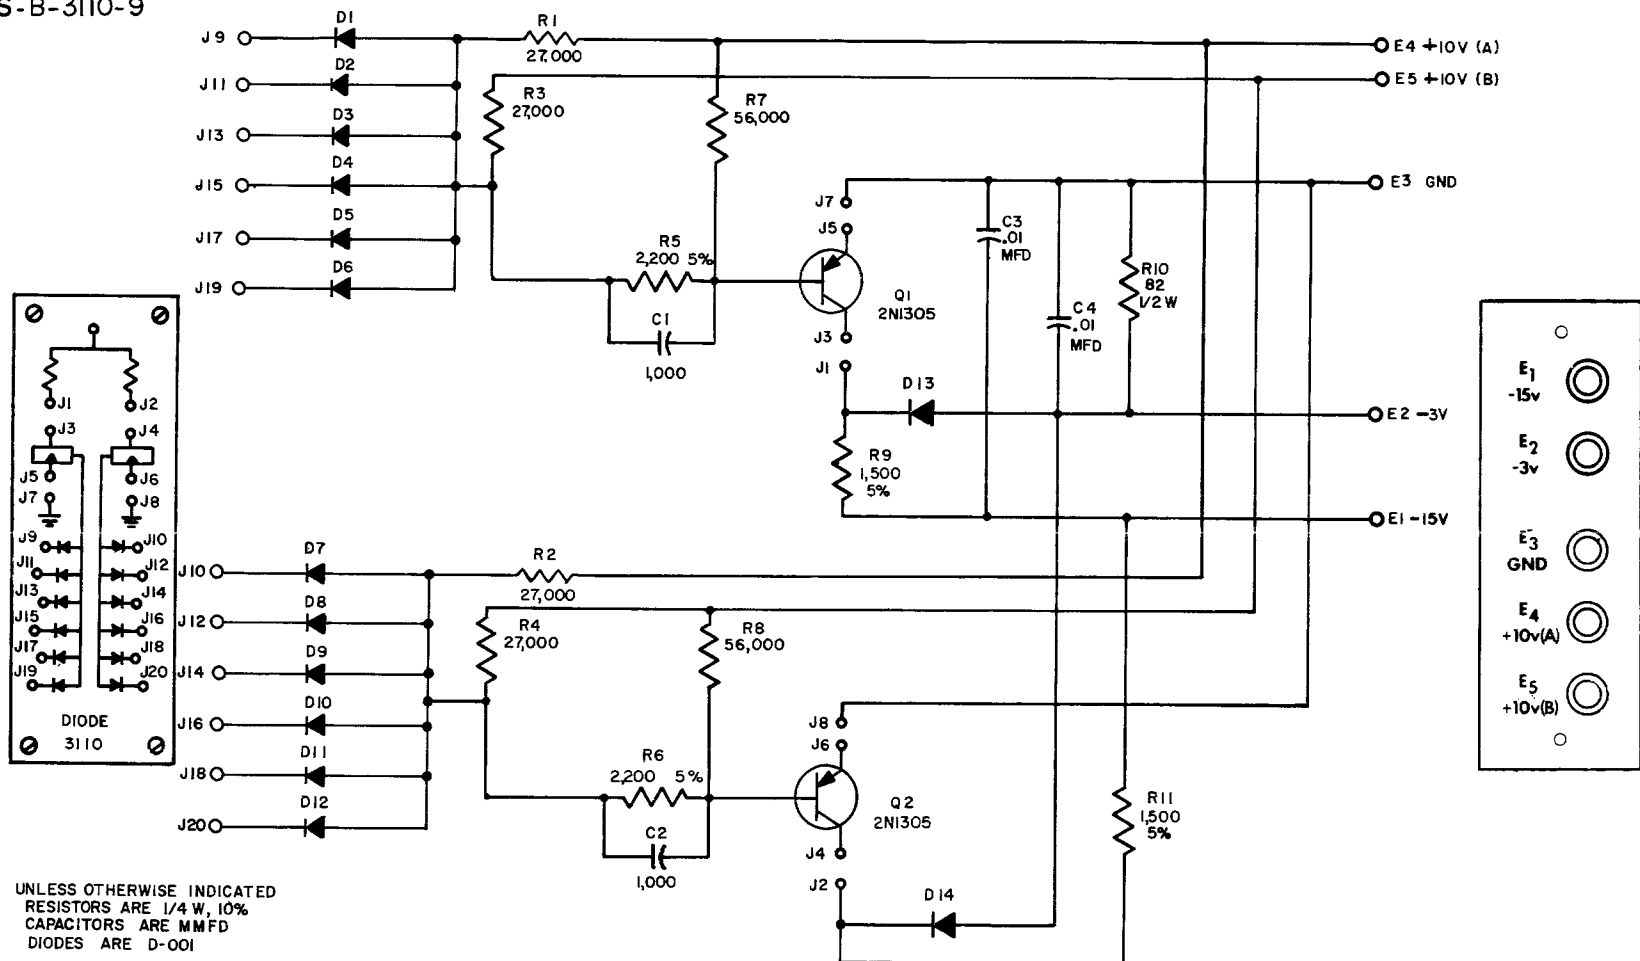 S-B-3110-9
J9
D1
R1
27,000
E4 +10V (A)
J11
D2
R3
27,000
R7
56,000
E5 +10V (B)
J13
D3
J15
D4
J17
D5
J19
D6
R5
2,200 5%
C1
1,000
J7
J5
Q1
2N1305
J3
J1
C3
.01
MFD
C4
.01
MFD
R10
82
1/2 W
E3 GND
D13
E2 -3V
R9
1,500
5%
E1 -15V
J1
J2
J3
J4
J5
J6
J7
J8
J9
J10
J11
J12
J13
J14
J15
J16
J17
J18
J19
J20
DIODE
3110
J10
D7
R2
27,000
J12
D8
R4
27,000
R8
56,000
J14
D9
J16
D10
J18
D11
J20
D12
R6
2,200 5%
C2
1,000
J8
J6
Q2
2N1305
J4
J2
D14
R11
1,500
5%
E1
-15v
E2
-3v
E3
GND
E4
+10v(A)
E5
+10v(B)
UNLESS OTHERWISE INDICATED
RESISTORS ARE 1/4 W, 10%
CAPACITORS ARE MMFD
DIODES ARE D-001